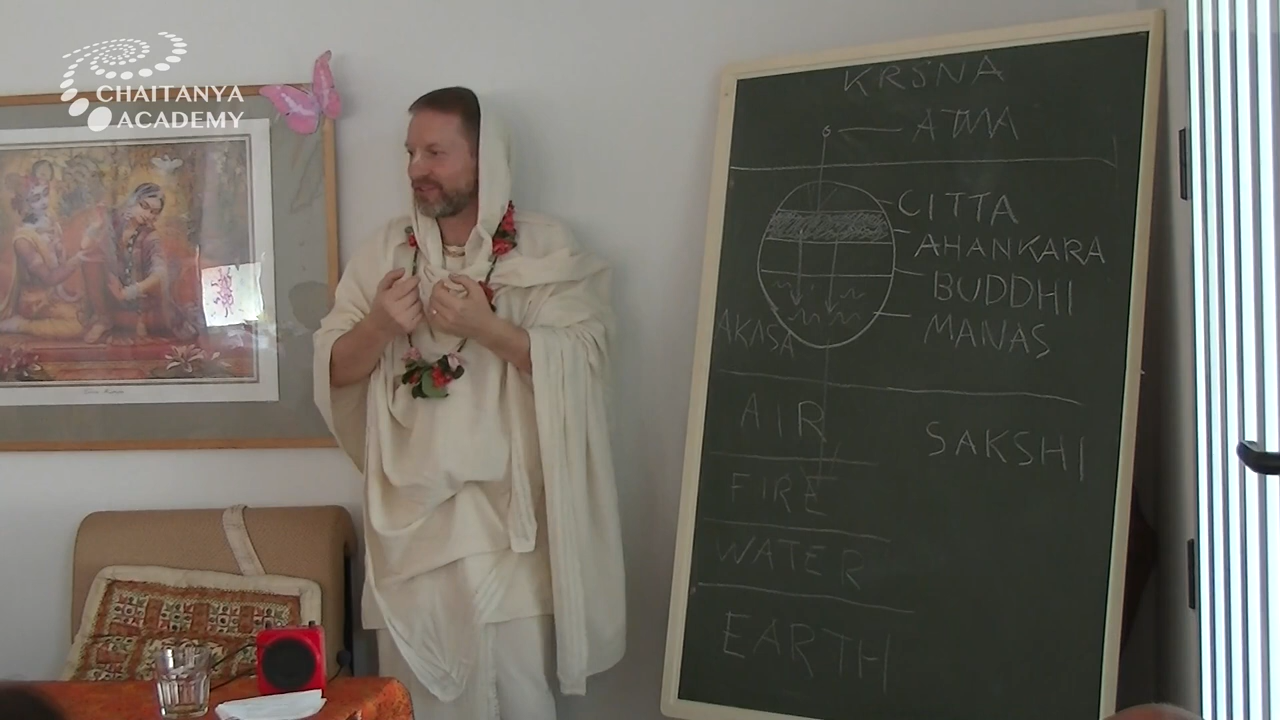 CHAITANYA
ACADEMY
KRSNA
ATMA
CITTA
AHANKARA
BUDDHI
MANAS
AKASA
AIR
SAKSHI
FIRE
WATER
EARTH